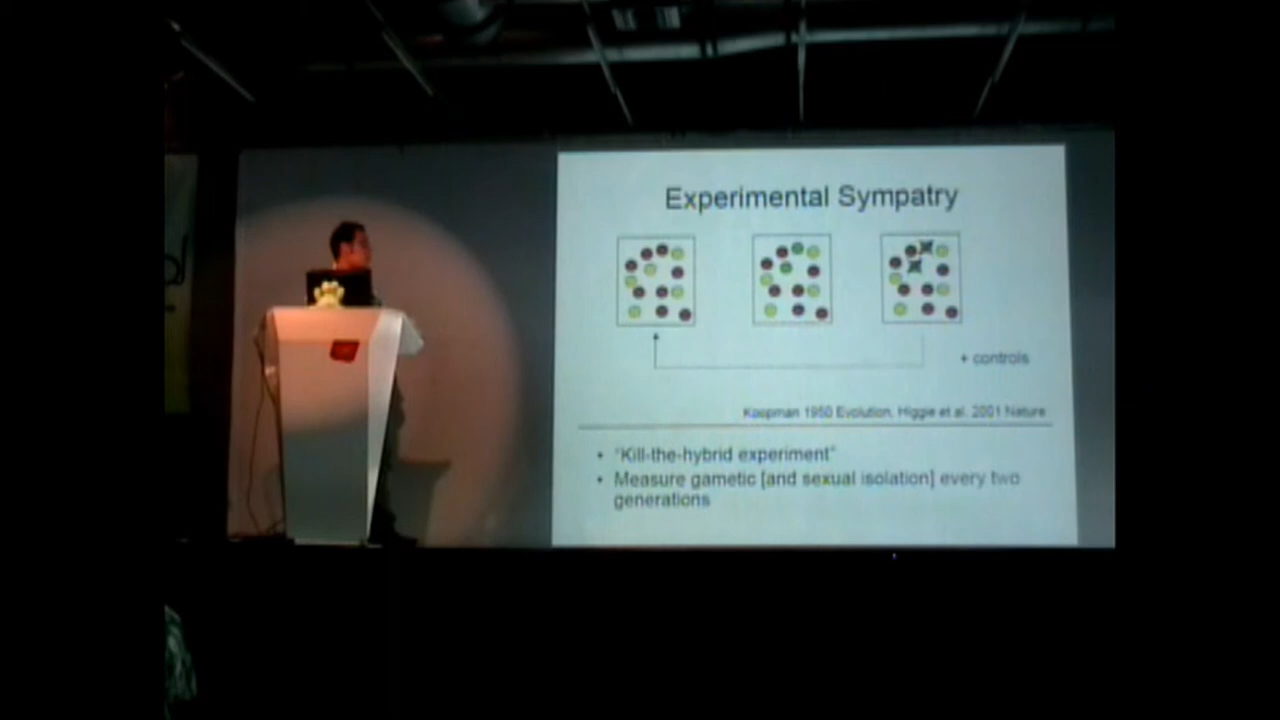 Experimental Sympatry
+ controls
Koopman 1950 Evolution, Higgie et al. 2001 Nature
• "Kill-the-hybrid experiment"
• Measure gametic [and sexual isolation] every two
generations